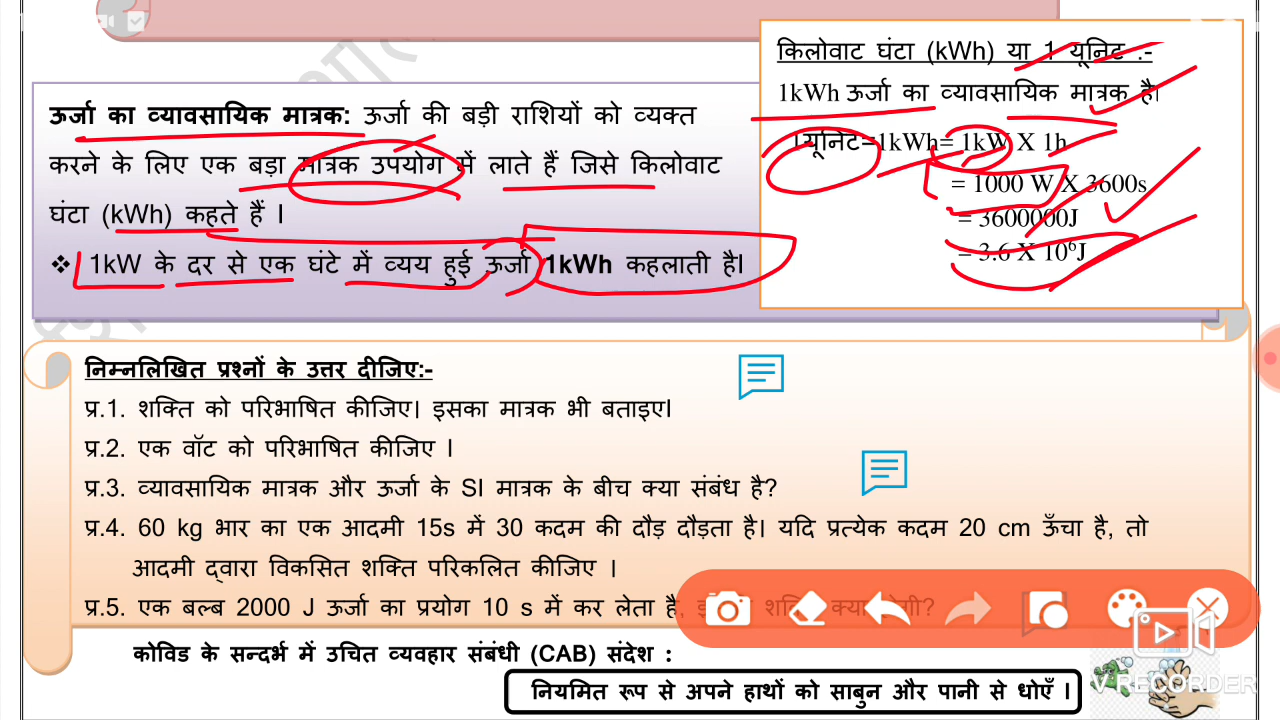 किलोवाट घंटा (kWh) या 1 यूनिट :-
1kWh ऊर्जा का व्यावसायिक मात्रक है।
1यूनिट=1kWh= 1kW X 1h
= 1000 W X 3600s
= 3600000J
= 3.6 X 10⁶J
ऊर्जा का व्यावसायिक मात्रक: ऊर्जा की बड़ी राशियों को व्यक्त
करने के लिए एक बड़ा मात्रक उपयोग में लाते हैं जिसे किलोवाट
घंटा (kWh) कहते हैं ।
❖ 1kW के दर से एक घंटे में व्यय हुई ऊर्जा 1kWh कहलाती है।
निम्नलिखित प्रश्नों के उत्तर दीजिए:-
प्र.1. शक्ति को परिभाषित कीजिए। इसका मात्रक भी बताइए।
प्र.2. एक वॉट को परिभाषित कीजिए ।
प्र.3. व्यावसायिक मात्रक और ऊर्जा के SI मात्रक के बीच क्या संबंध है?
प्र.4. 60 kg भार का एक आदमी 15s में 30 कदम की दौड़ दौड़ता है। यदि प्रत्येक कदम 20 cm ऊँचा है, तो
आदमी द्वारा विकसित शक्ति परिकलित कीजिए ।
प्र.5. एक बल्ब 2000 J ऊर्जा का प्रयोग 10 s में कर लेता है,
कोविड के सन्दर्भ में उचित व्यवहार संबंधी (CAB) संदेश :
नियमित रूप से अपने हाथों को साबुन और पानी से धोएँ ।
V RECORDER